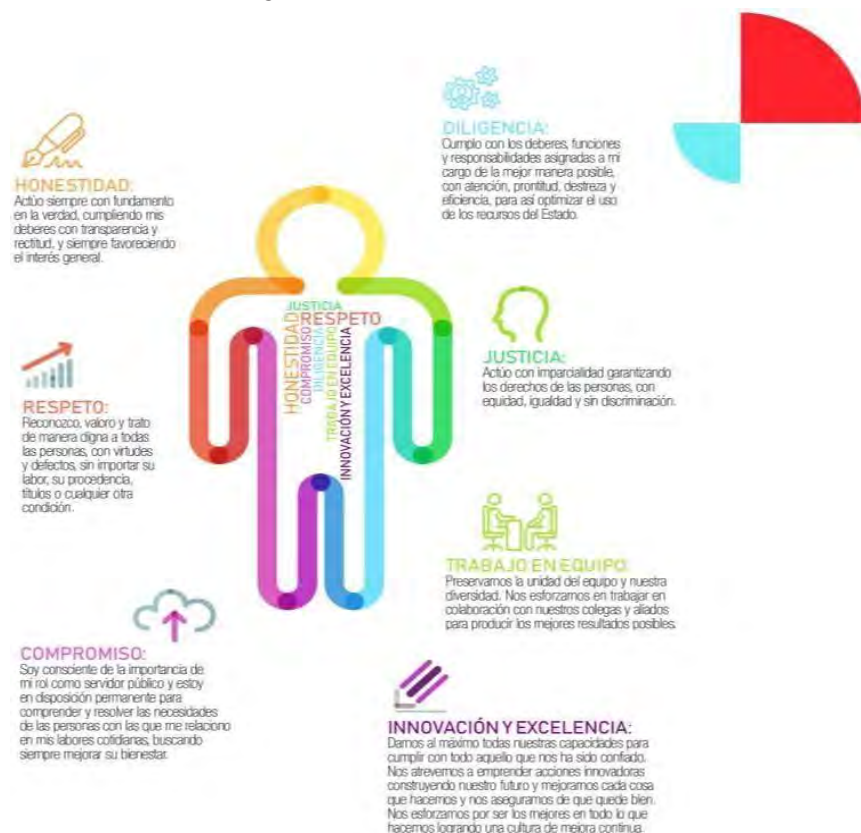 HONESTIDAD:
Actúo siempre con fundamento
en la verdad, cumpliendo mis
deberes con transparencia y
rectitud, y siempre favoreciendo
el interés general.
RESPETO:
Reconozco, valoro y trato
de manera digna a todas
las personas, con virtudes
y defectos, sin importar su
labor, su procedencia,
títulos o cualquier otra
condición.
COMPROMISO:
Soy consciente de la importancia de
mi rol como servidor público y estoy
en disposición permanente para
comprender y resolver las necesidades
de las personas con las que me relaciono
en mis labores cotidianas, buscando
siempre mejorar su bienestar.
JUSTICIA
RESPETO
HONESTIDAD
COMPROMISO
DILIGENCIA
TRABAJO EN EQUIPO
INNOVACIÓN Y EXCELENCIA
DILIGENCIA:
Cumplo con los deberes, funciones
y responsabilidades asignadas a mi
cargo de la mejor manera posible,
con atención, prontitud, destreza y
eficiencia, para así optimizar el uso
de los recursos del Estado.
JUSTICIA:
Actúo con imparcialidad garantizando
los derechos de las personas, con
equidad, igualdad y sin discriminación.
TRABAJO EN EQUIPO:
Preservamos la unidad del equipo y nuestra
diversidad. Nos esforzamos en trabajar en
colaboración con nuestros colegas y aliados
para producir los mejores resultados posibles.
INNOVACIÓN Y EXCELENCIA:
Damos al máximo todas nuestras capacidades para
cumplir con todo aquello que nos ha sido confiado.
Nos atrevemos a emprender acciones innovadoras
construyendo nuestro futuro y mejoramos cada cosa
que hacemos y nos aseguramos de que quede bien.
Nos esforzamos por ser los mejores en todo lo que
hacemos logrando una cultura de mejora continua.